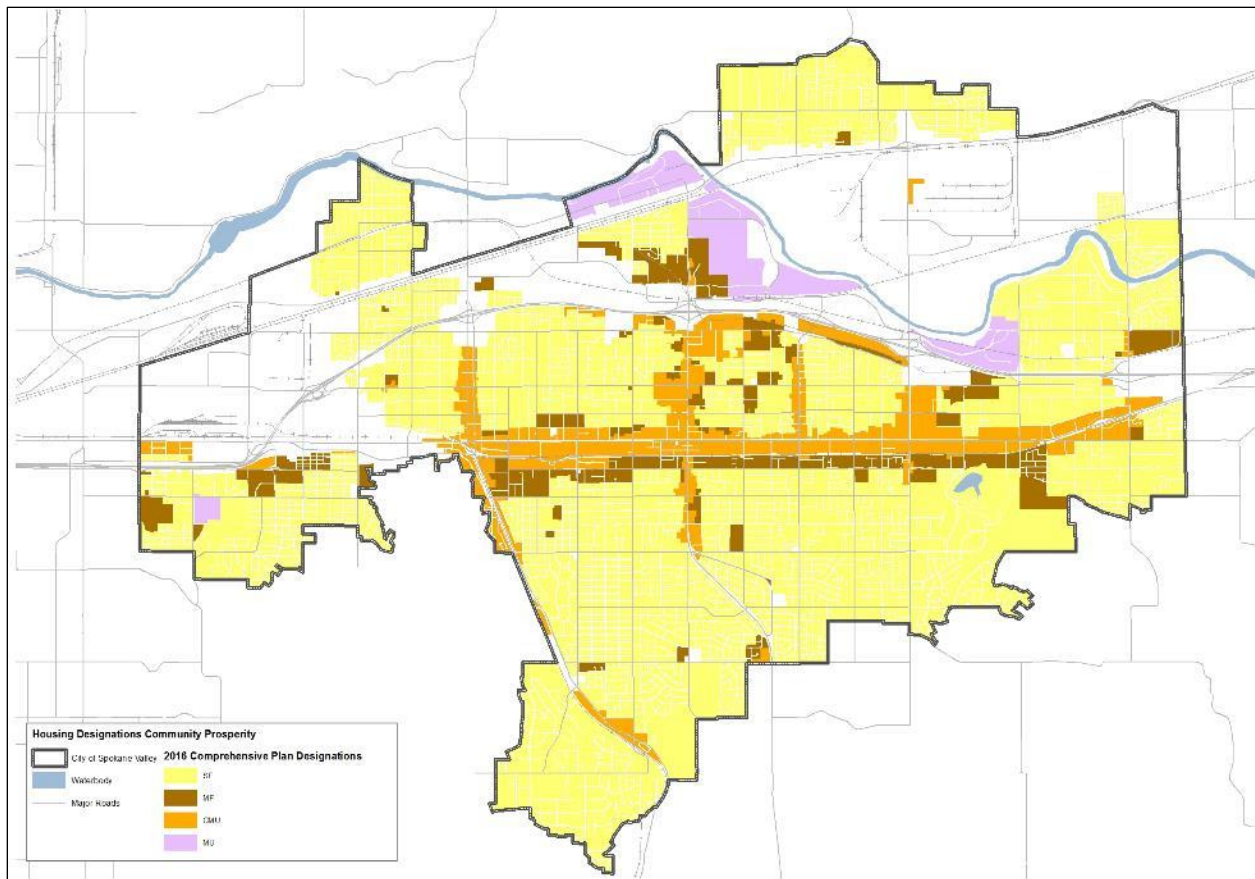 Housing Designations Community Prosperity
City of Spokane Valley
2016 Comprehensive Plan Designations
Waterbody
Major Roads
SF
MF
CMU
MU